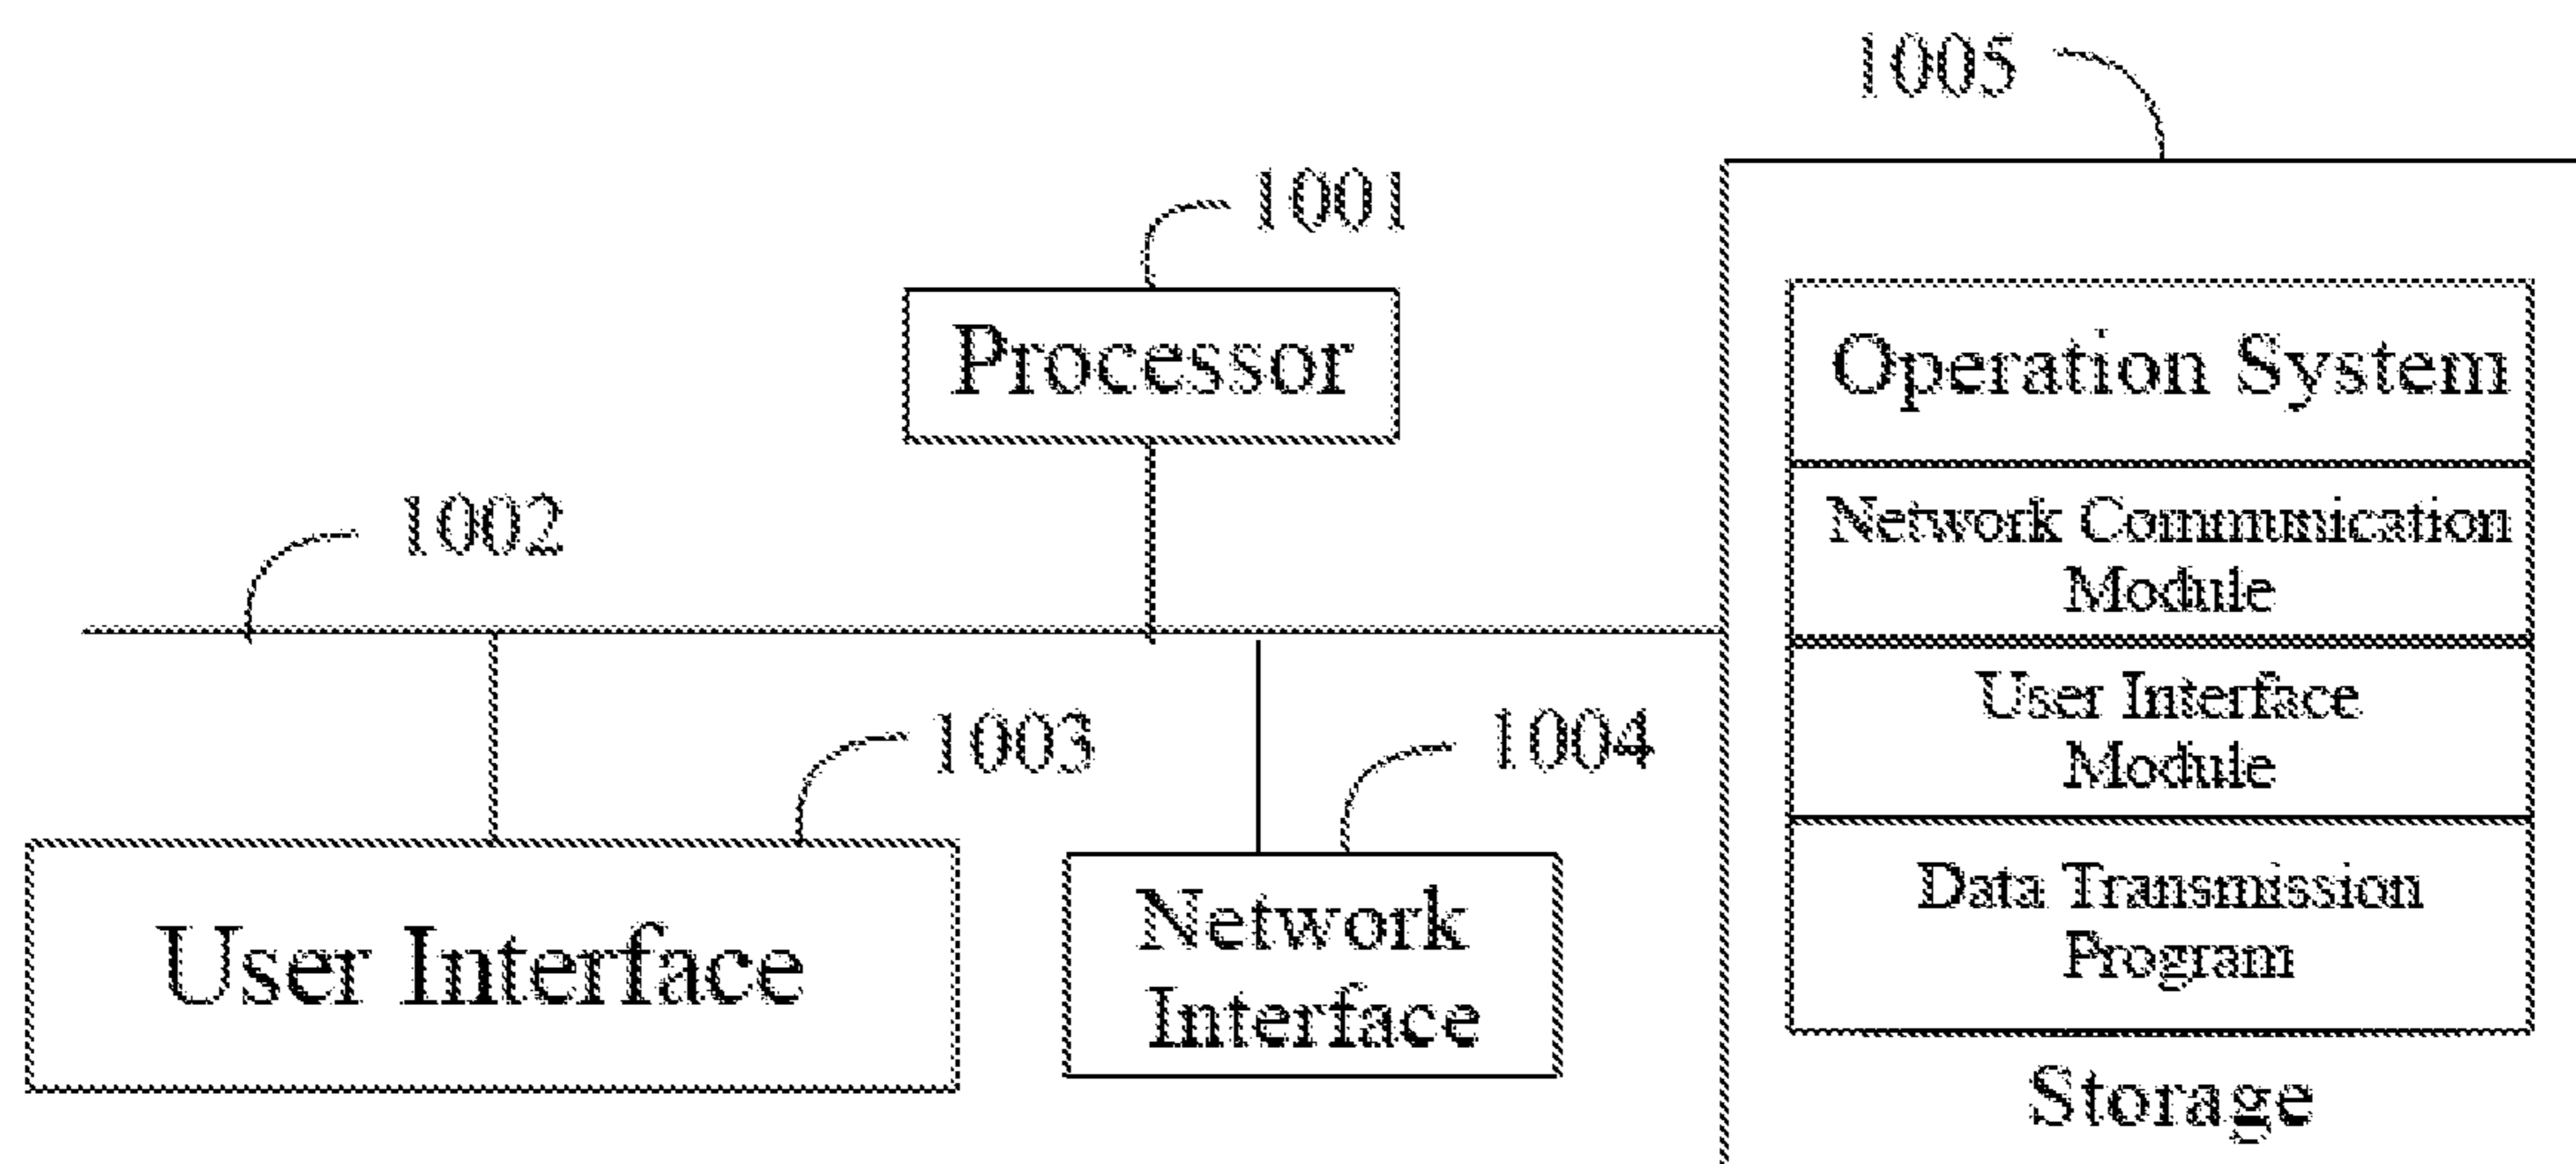 1005
1001
Processor
Operation System
1002
Network Communication
Module
User Interface
Module
1003
1004
Data Transmission
Program
User Interface
Network
Interface
Storage